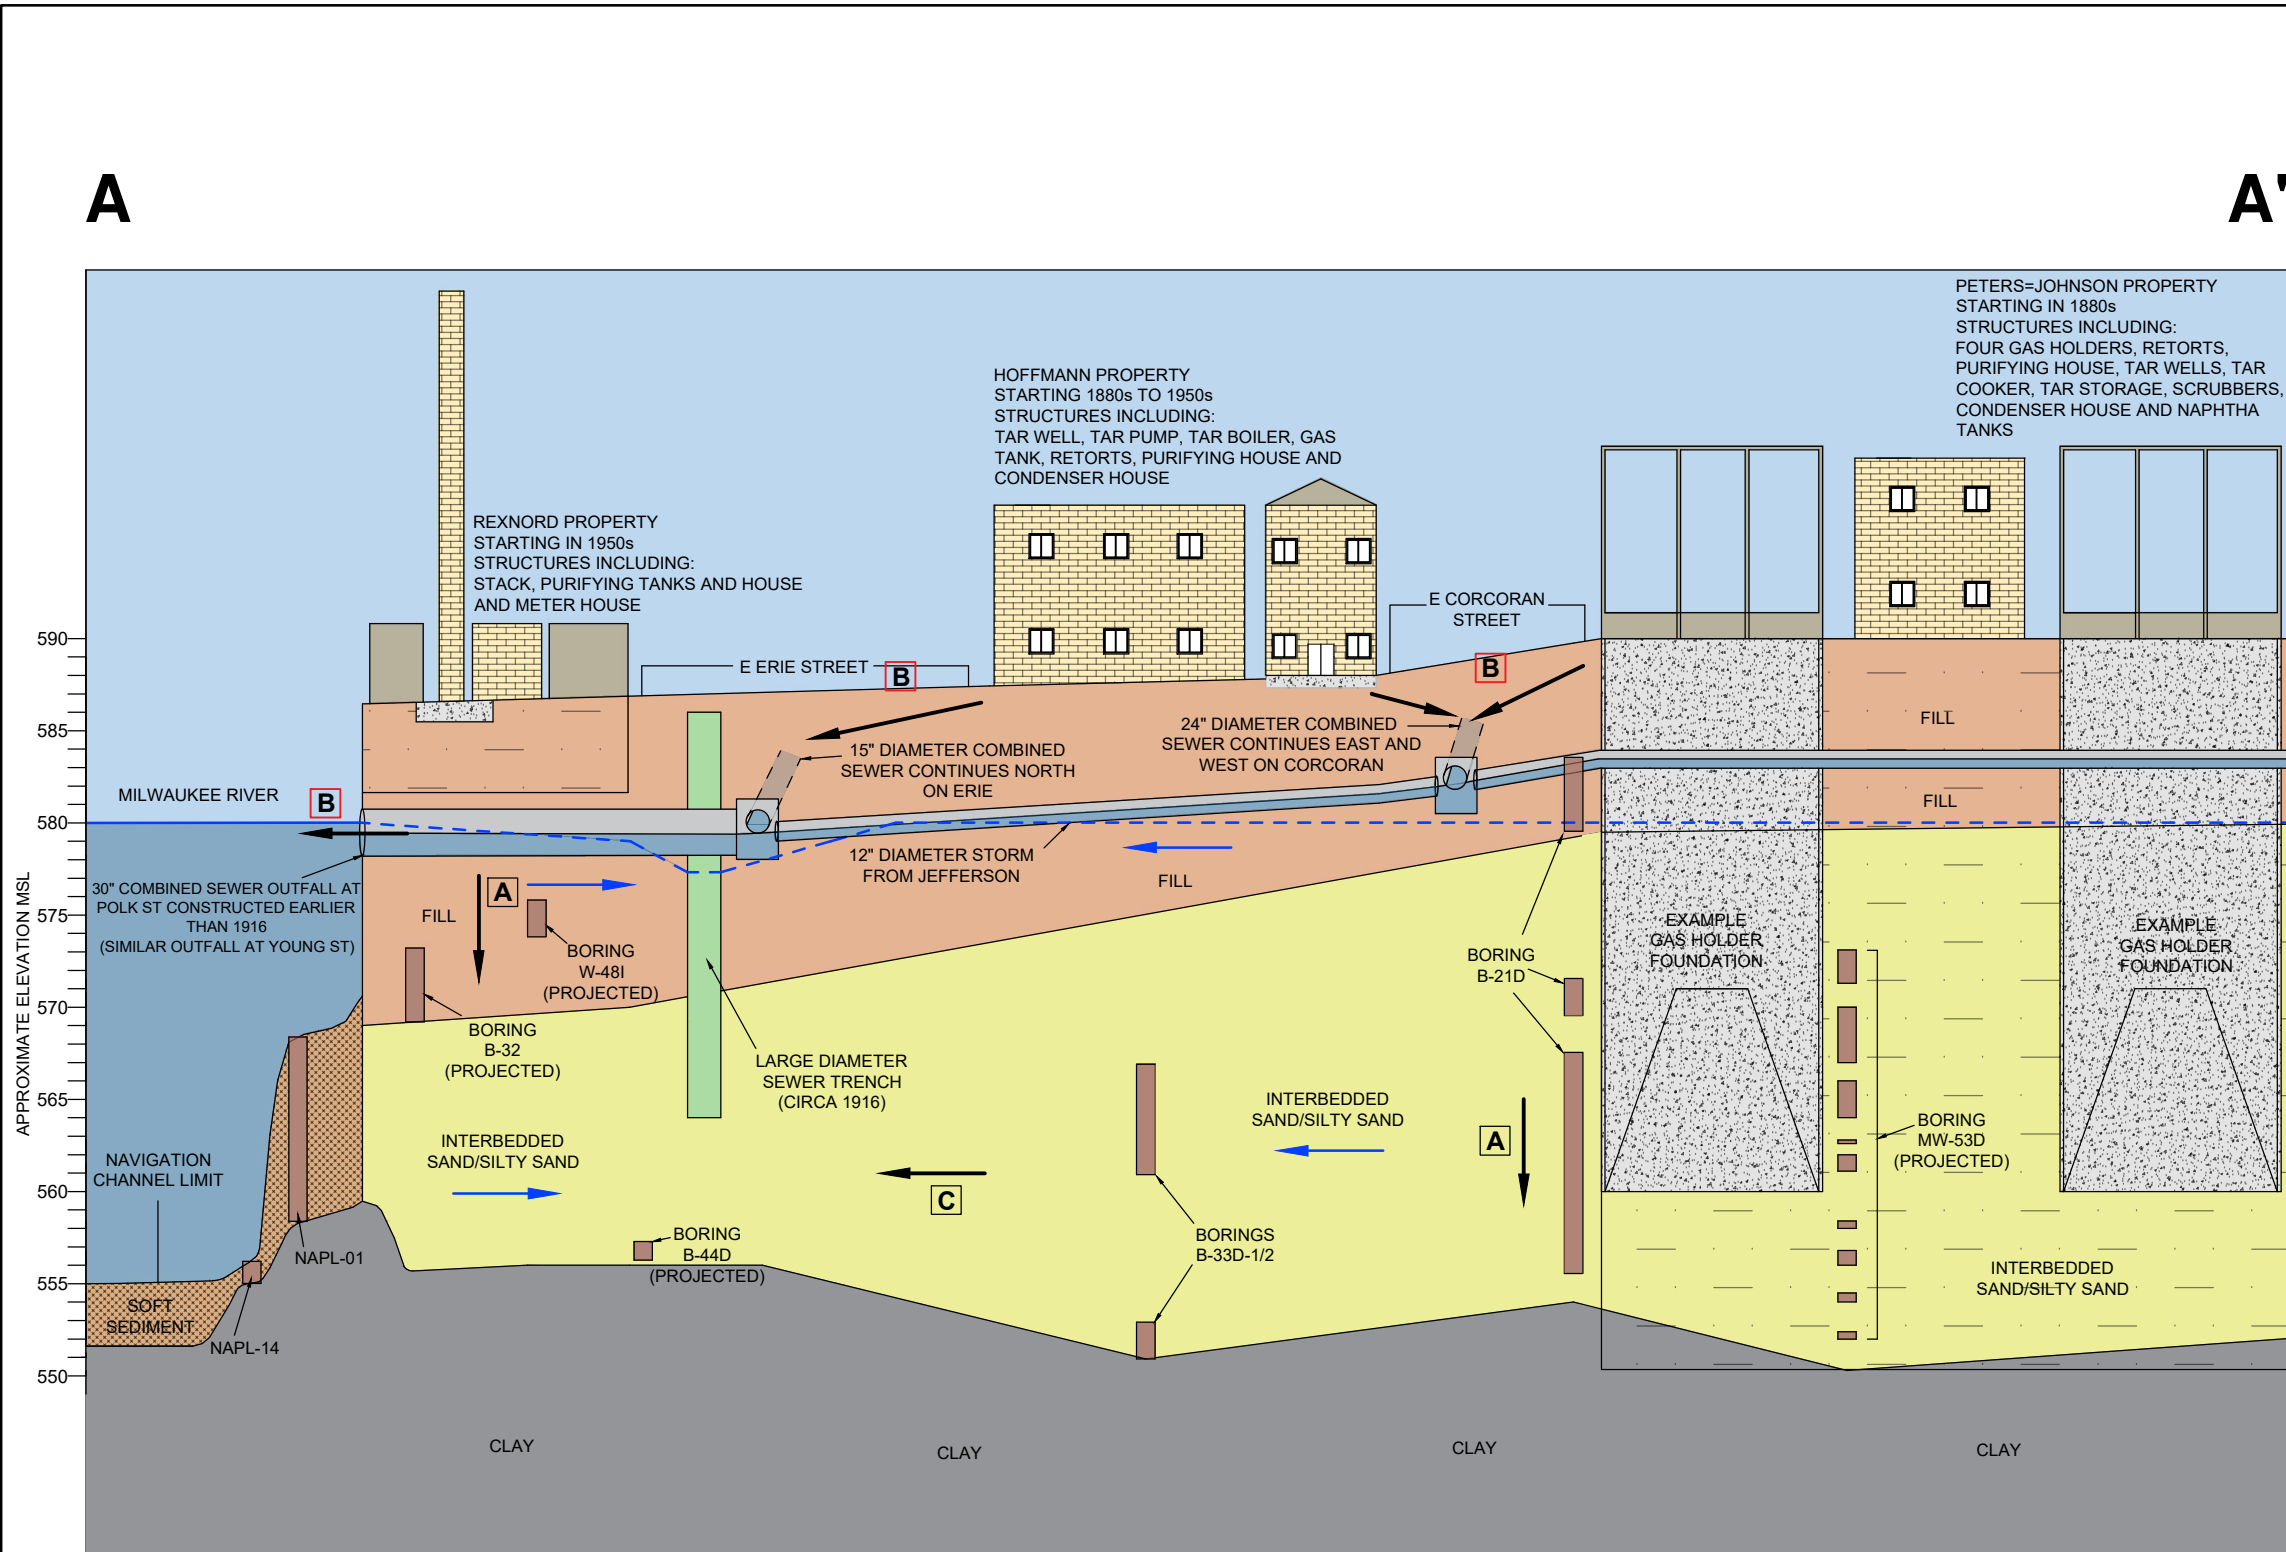 A
A'
PETERS=JOHNSON PROPERTY
STARTING IN 1880s
STRUCTURES INCLUDING:
FOUR GAS HOLDERS, RETORTS,
PURIFYING HOUSE, TAR WELLS, TAR
COOKER, TAR STORAGE, SCRUBBERS,
CONDENSER HOUSE AND NAPHTHA
TANKS
HOFFMANN PROPERTY
STARTING 1880s TO 1950s
STRUCTURES INCLUDING:
TAR WELL, TAR PUMP, TAR BOILER, GAS
TANK, RETORTS, PURIFYING HOUSE AND
CONDENSER HOUSE
REXNORD PROPERTY
STARTING IN 1950s
STRUCTURES INCLUDING:
STACK, PURIFYING TANKS AND HOUSE
AND METER HOUSE
E CORCORAN
STREET
E ERIE STREET
B
B
APPROXIMATE ELEVATION MSL
590
585
580
575
570
565
560
555
550
MILWAUKEE RIVER
B
15" DIAMETER COMBINED
SEWER CONTINUES NORTH
ON ERIE
24" DIAMETER COMBINED
SEWER CONTINUES EAST AND
WEST ON CORCORAN
FILL
FILL
12" DIAMETER STORM
FROM JEFFERSON
FILL
30" COMBINED SEWER OUTFALL AT
POLK ST CONSTRUCTED EARLIER
THAN 1916
(SIMILAR OUTFALL AT YOUNG ST)
A
FILL
BORING
W-48I
(PROJECTED)
BORING
B-32
(PROJECTED)
LARGE DIAMETER
SEWER TRENCH
(CIRCA 1916)
BORING
B-21D
EXAMPLE
GAS HOLDER
FOUNDATION
EXAMPLE
GAS HOLDER
FOUNDATION
INTERBEDDED
SAND/SILTY SAND
INTERBEDDED
SAND/SILTY SAND
A
BORING
MW-53D
(PROJECTED)
NAVIGATION
CHANNEL LIMIT
C
BORING
B-44D
(PROJECTED)
BORINGS
B-33D-1/2
INTERBEDDED
SAND/SILTY SAND
NAPL-01
SOFT
SEDIMENT
NAPL-14
CLAY
CLAY
CLAY
CLAY